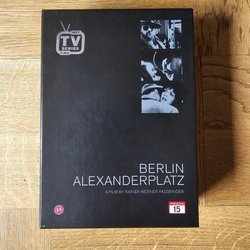 TV
SERIES
BERLIN
ALEXANDERPLATZ
A FILM BY RAINER WERNER FASSBINDER
15